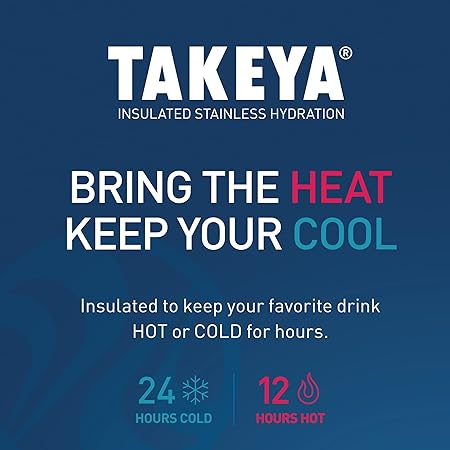 TAKEYA®
INSULATED STAINLESS HYDRATION
BRING THE HEAT
KEEP YOUR COOL
Insulated to keep your favorite drink
HOT or COLD for hours.
24
HOURS COLD
12
HOURS HOT